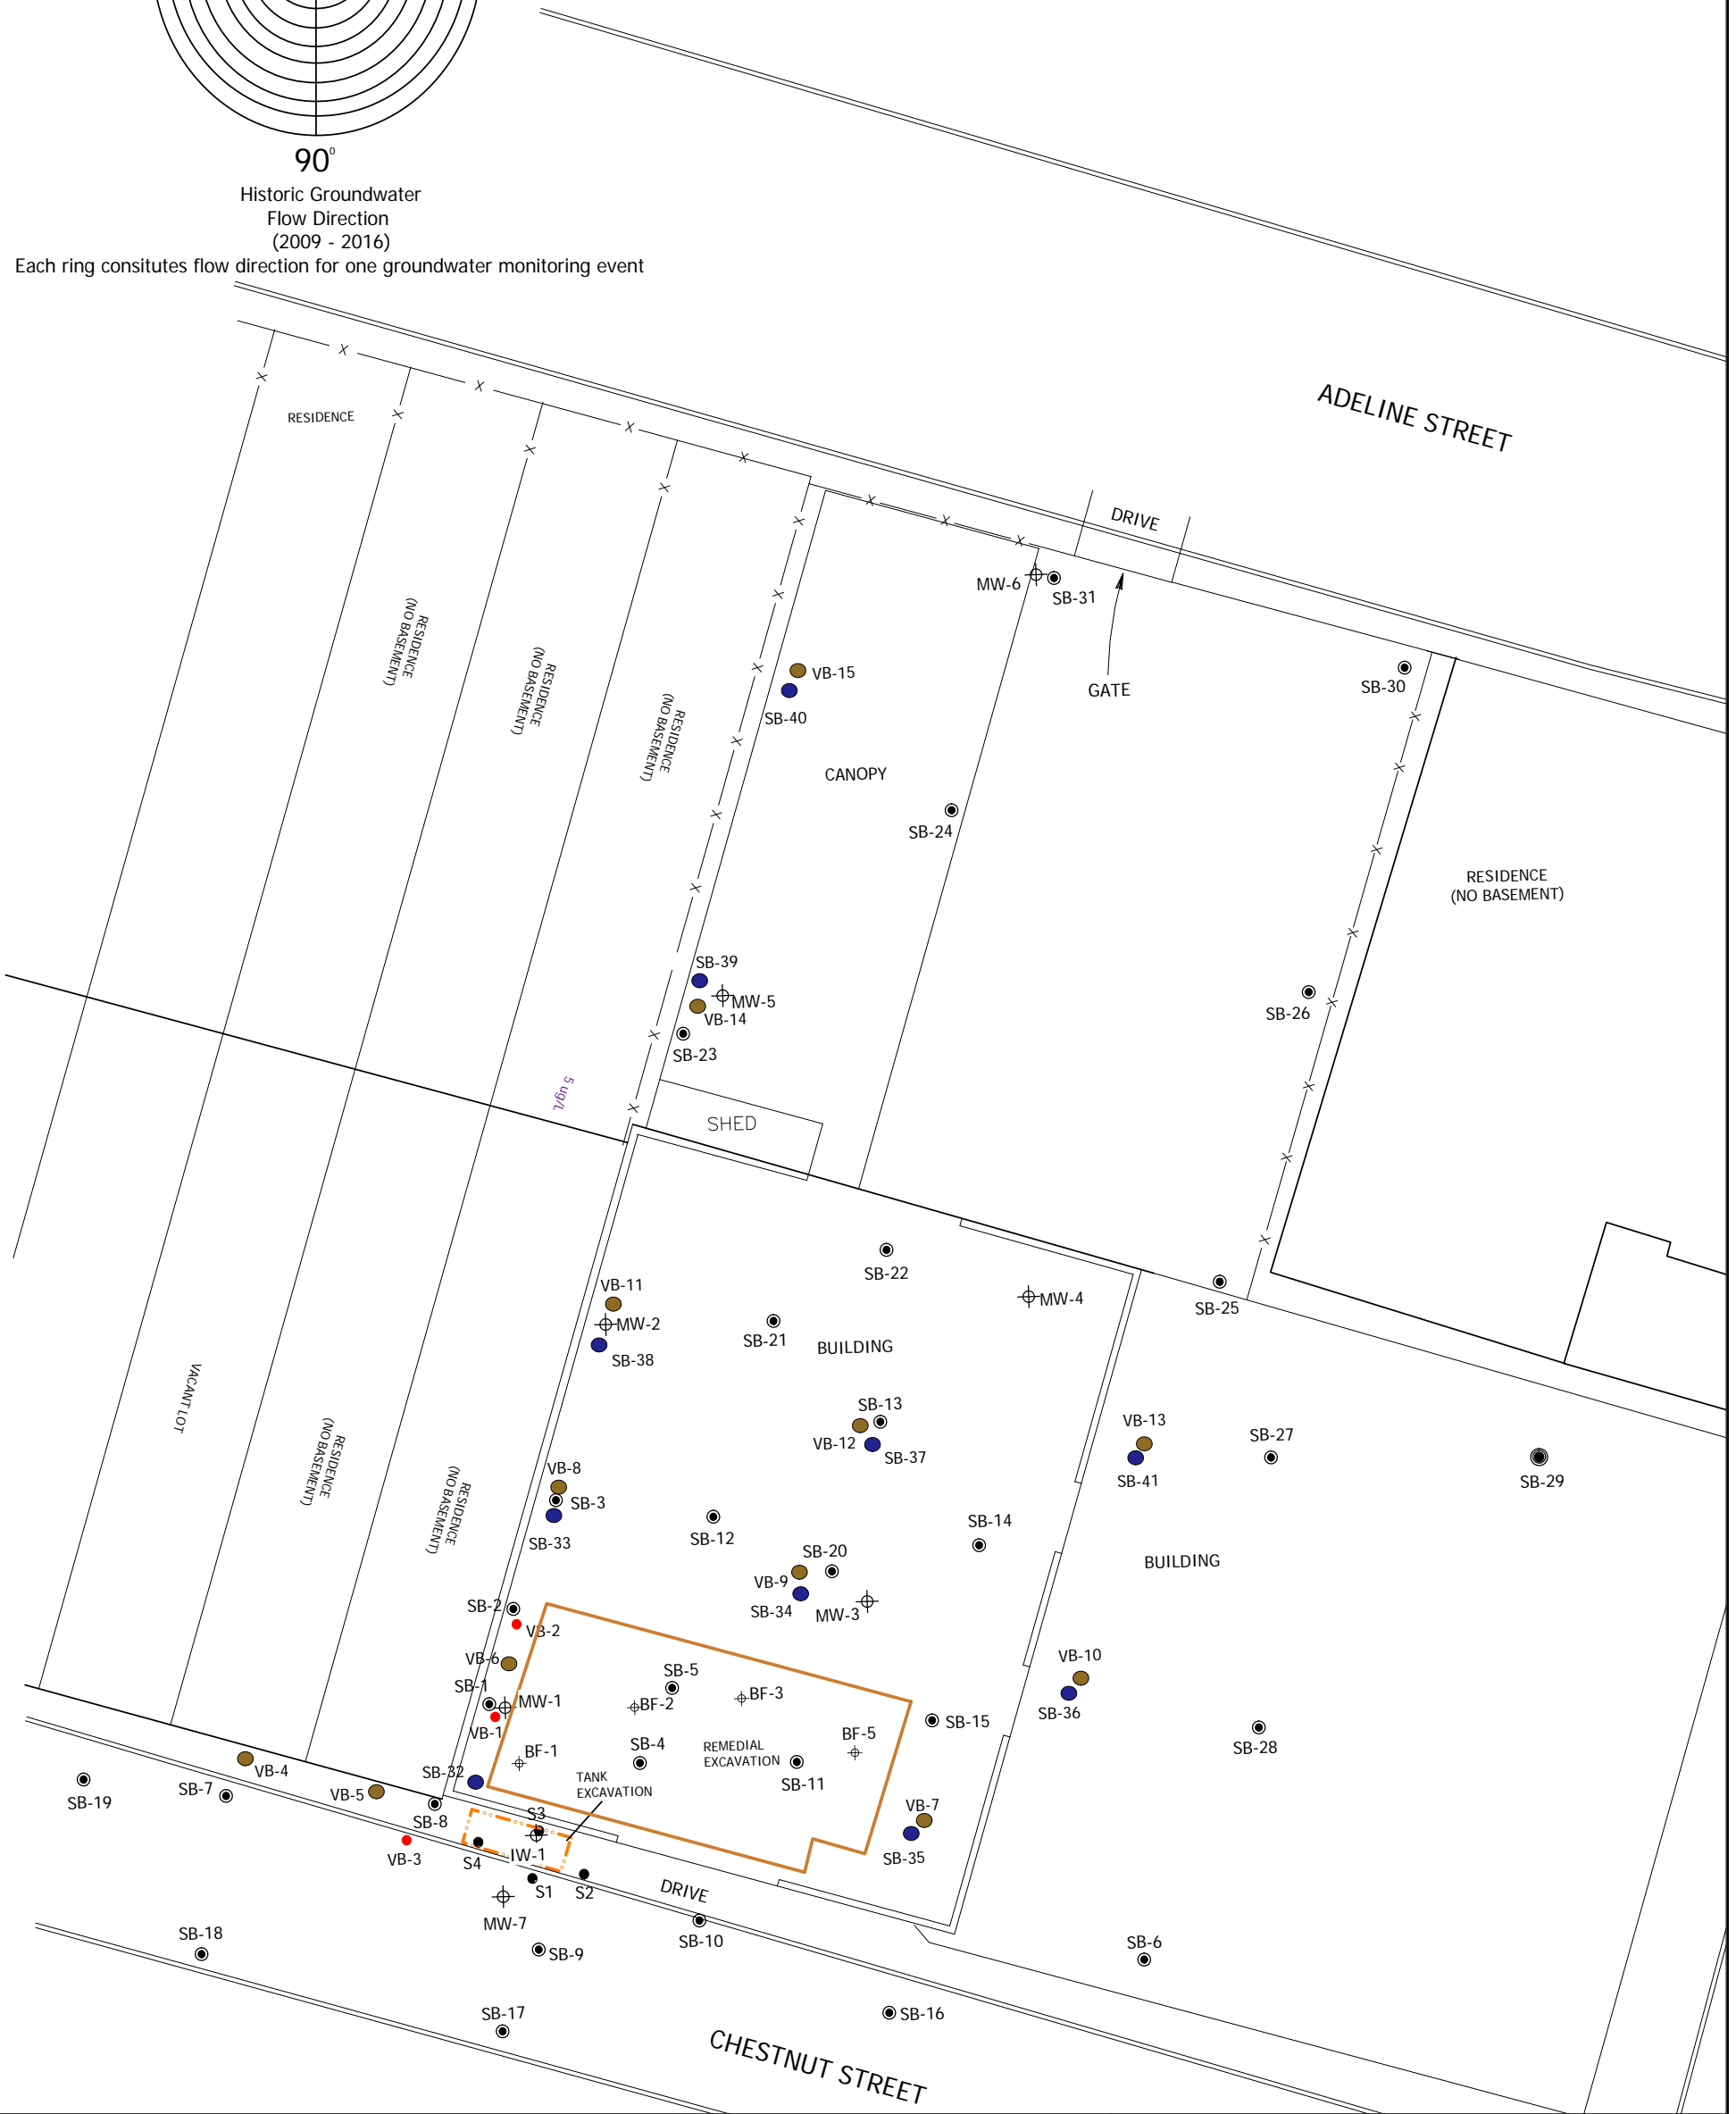 90⁰
Historic Groundwater
Flow Direction
(2009 - 2016)
Each ring consitutes flow direction for one groundwater monitoring event
ADELINE STREET
RESIDENCE
DRIVE
MW-6
SB-31
GATE
SB-30
RESIDENCE
(NO BASEMENT)
RESIDENCE
(NO BASEMENT)
RESIDENCE
(NO BASEMENT)
VB-15
SB-40
CANOPY
SB-24
RESIDENCE
(NO BASEMENT)
SB-39
MW-5
VB-14
SB-23
SB-26
5 ug/L
SHED
SB-22
SB-25
VB-11
MW-2
SB-38
MW-4
SB-21
BUILDING
VACANT LOT
RESIDENCE
(NO BASEMENT)
RESIDENCE
(NO BASEMENT)
SB-13
VB-12
SB-37
VB-13
SB-41
SB-27
SB-29
VB-8
SB-3
SB-33
SB-12
SB-14
SB-20
VB-9
SB-34
MW-3
BUILDING
SB-2
VB-2
VB-6
SB-1
MW-1
VB-1
SB-5
BF-2
BF-3
VB-10
SB-36
SB-15
BF-5
SB-28
BF-1
SB-4
REMEDIAL
EXCAVATION
SB-11
TANK
EXCAVATION
SB-32
VB-4
VB-5
SB-7
SB-19
SB-8
S3
VB-7
SB-35
VB-3
S4
IW-1
S1
S2
DRIVE
MW-7
SB-18
SB-9
SB-10
SB-6
SB-17
SB-16
CHESTNUT STREET